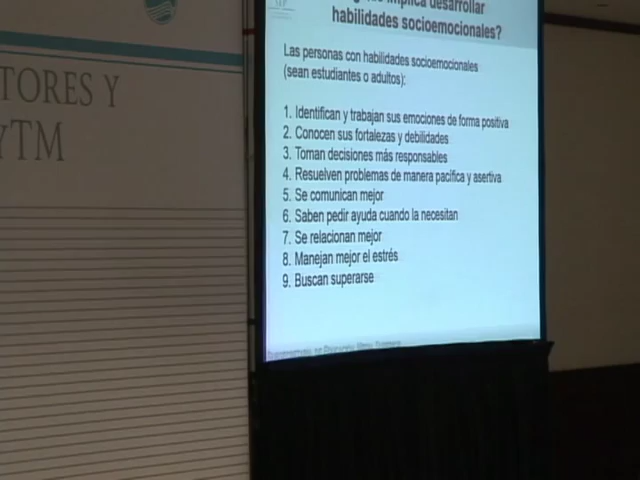 TORES Y
YTM
implica desarrollar
habilidades socioemocionales?
Las personas con habilidades socioemocionales
(sean estudiantes o adultos):
1. Identifican y trabajan sus emociones de forma positiva
2. Conocen sus fortalezas y debilidades
3. Toman decisiones más responsables
4. Resuelven problemas de manera pacífica y asertiva
5. Se comunican mejor
6. Saben pedir ayuda cuando la necesitan
7. Se relacionan mejor
8. Manejan mejor el estrés
9. Buscan superarse